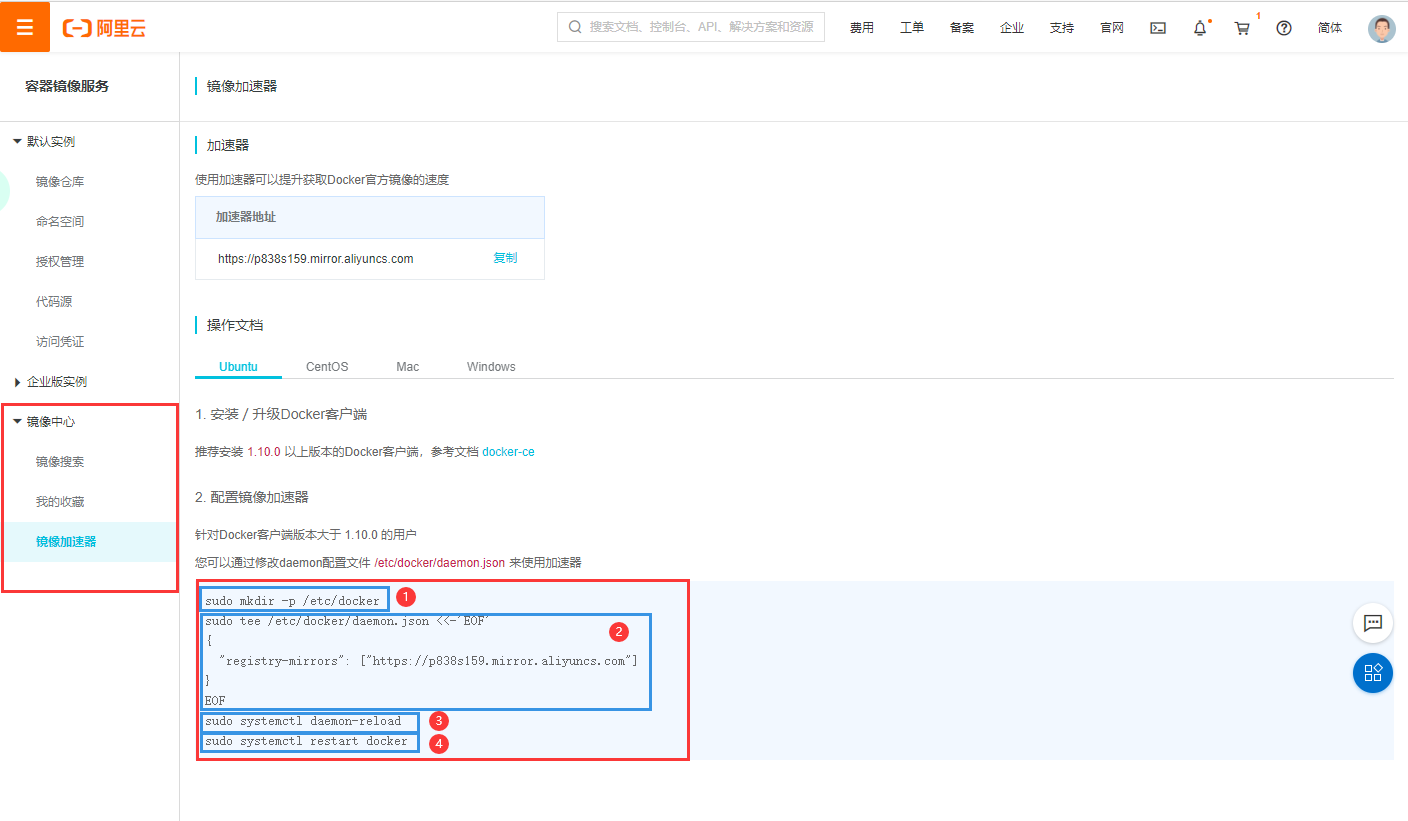 阿里云
搜索文档、控制台、API、解决方案和资源
费用
工单
备案
企业
支持
官网
1
简体
容器镜像服务
默认实例
镜像仓库
命名空间
授权管理
代码源
访问凭证
企业版实例
镜像中心
镜像搜索
我的收藏
镜像加速器
镜像加速器
加速器
使用加速器可以提升获取Docker官方镜像的速度
加速器地址
https://p838s159.mirror.aliyuncs.com 复制
操作文档
Ubuntu CentOS Mac Windows
1. 安装 / 升级Docker客户端
推荐安装 1.10.0 以上版本的Docker客户端，参考文档 docker-ce
2. 配置镜像加速器
针对Docker客户端版本大于 1.10.0 的用户
您可以通过修改daemon配置文件 /etc/docker/daemon.json 来使用加速器
sudo mkdir -p /etc/docker 1
sudo tee /etc/docker/daemon.json <<-'EOF' 2
{
"registry-mirrors": ["https://p838s159.mirror.aliyuncs.com"]
}
EOF
sudo systemctl daemon-reload 3
sudo systemctl restart docker 4